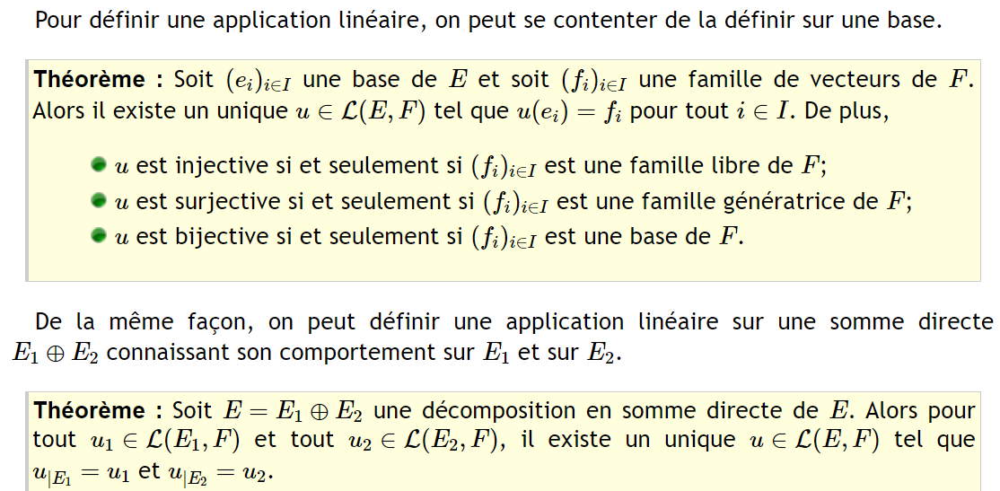 Pour définir une application linéaire, on peut se contenter de la définir sur une base.
Théorème : Soit $(e_i)_{i\in I}$ une base de $E$ et soit $(f_i)_{i\in I}$ une famille de vecteurs de $F$.
Alors il existe un unique $u \in \mathcal{L}(E, F)$ tel que $u(e_i) = f_i$ pour tout $i \in I$. De plus,
$u$ est injective si et seulement si $(f_i)_{i\in I}$ est une famille libre de $F$;
$u$ est surjective si et seulement si $(f_i)_{i\in I}$ est une famille génératrice de $F$;
$u$ est bijective si et seulement si $(f_i)_{i\in I}$ est une base de $F$.
De la même façon, on peut définir une application linéaire sur une somme directe
$E_1 \oplus E_2$ connaissant son comportement sur $E_1$ et sur $E_2$.
Théorème : Soit $E = E_1 \oplus E_2$ une décomposition en somme directe de $E$. Alors pour
tout $u_1 \in \mathcal{L}(E_1, F)$ et tout $u_2 \in \mathcal{L}(E_2, F)$, il existe un unique $u \in \mathcal{L}(E, F)$ tel que
$u_{|E_1} = u_1$ et $u_{|E_2} = u_2$.